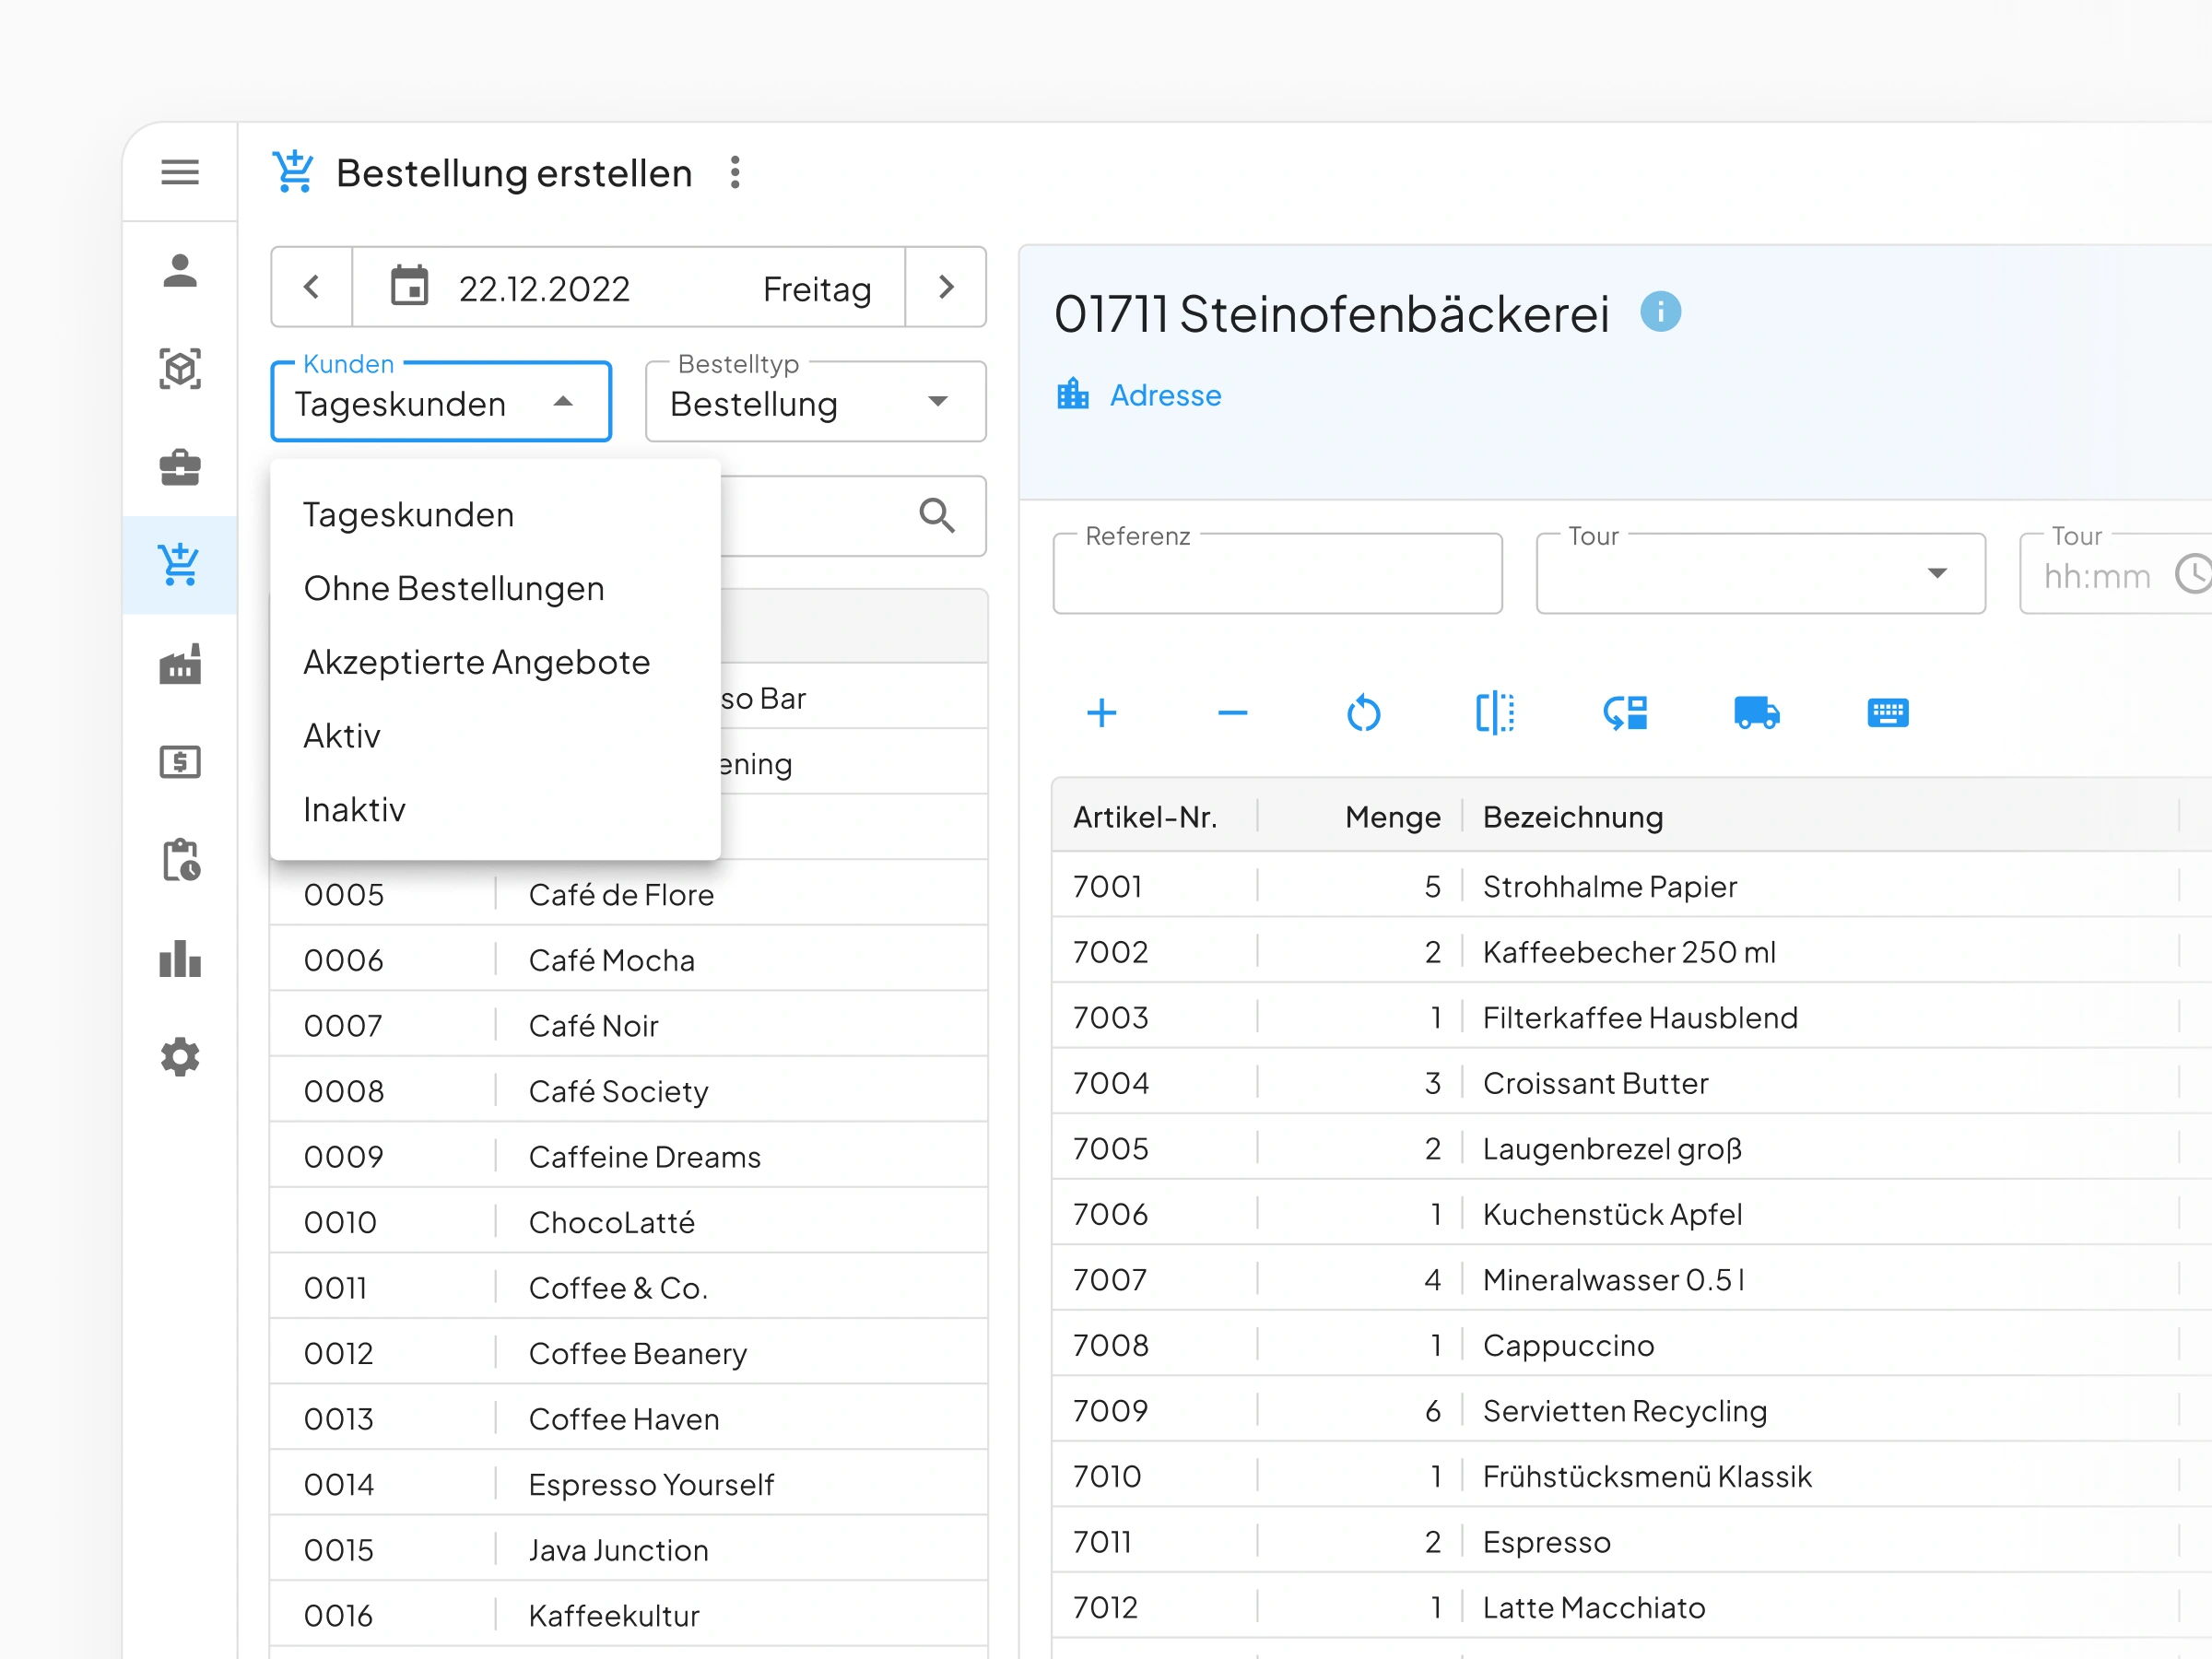 Bestellung erstellen
22.12.2022 Freitag
Kunden
Tageskunden
Bestelltyp
Bestellung
Tageskunden
Ohne Bestellungen
Akzeptierte Angebote
Aktiv
Inaktiv
so Bar
ening
0005 Café de Flore
0006 Café Mocha
0007 Café Noir
0008 Café Society
0009 Caffeine Dreams
0010 ChocoLatté
0011 Coffee & Co.
0012 Coffee Beanery
0013 Coffee Haven
0014 Espresso Yourself
0015 Java Junction
0016 Kaffeekultur
01711 Steinofenbäckerei
Adresse
Referenz
Tour
Tour
hh:mm
Artikel-Nr. Menge Bezeichnung
7001 5 Strohhalme Papier
7002 2 Kaffeebecher 250 ml
7003 1 Filterkaffee Hausblend
7004 3 Croissant Butter
7005 2 Laugenbrezel groß
7006 1 Kuchenstück Apfel
7007 4 Mineralwasser 0.5 l
7008 1 Cappuccino
7009 6 Servietten Recycling
7010 1 Frühstücksmenü Klassik
7011 2 Espresso
7012 1 Latte Macchiato